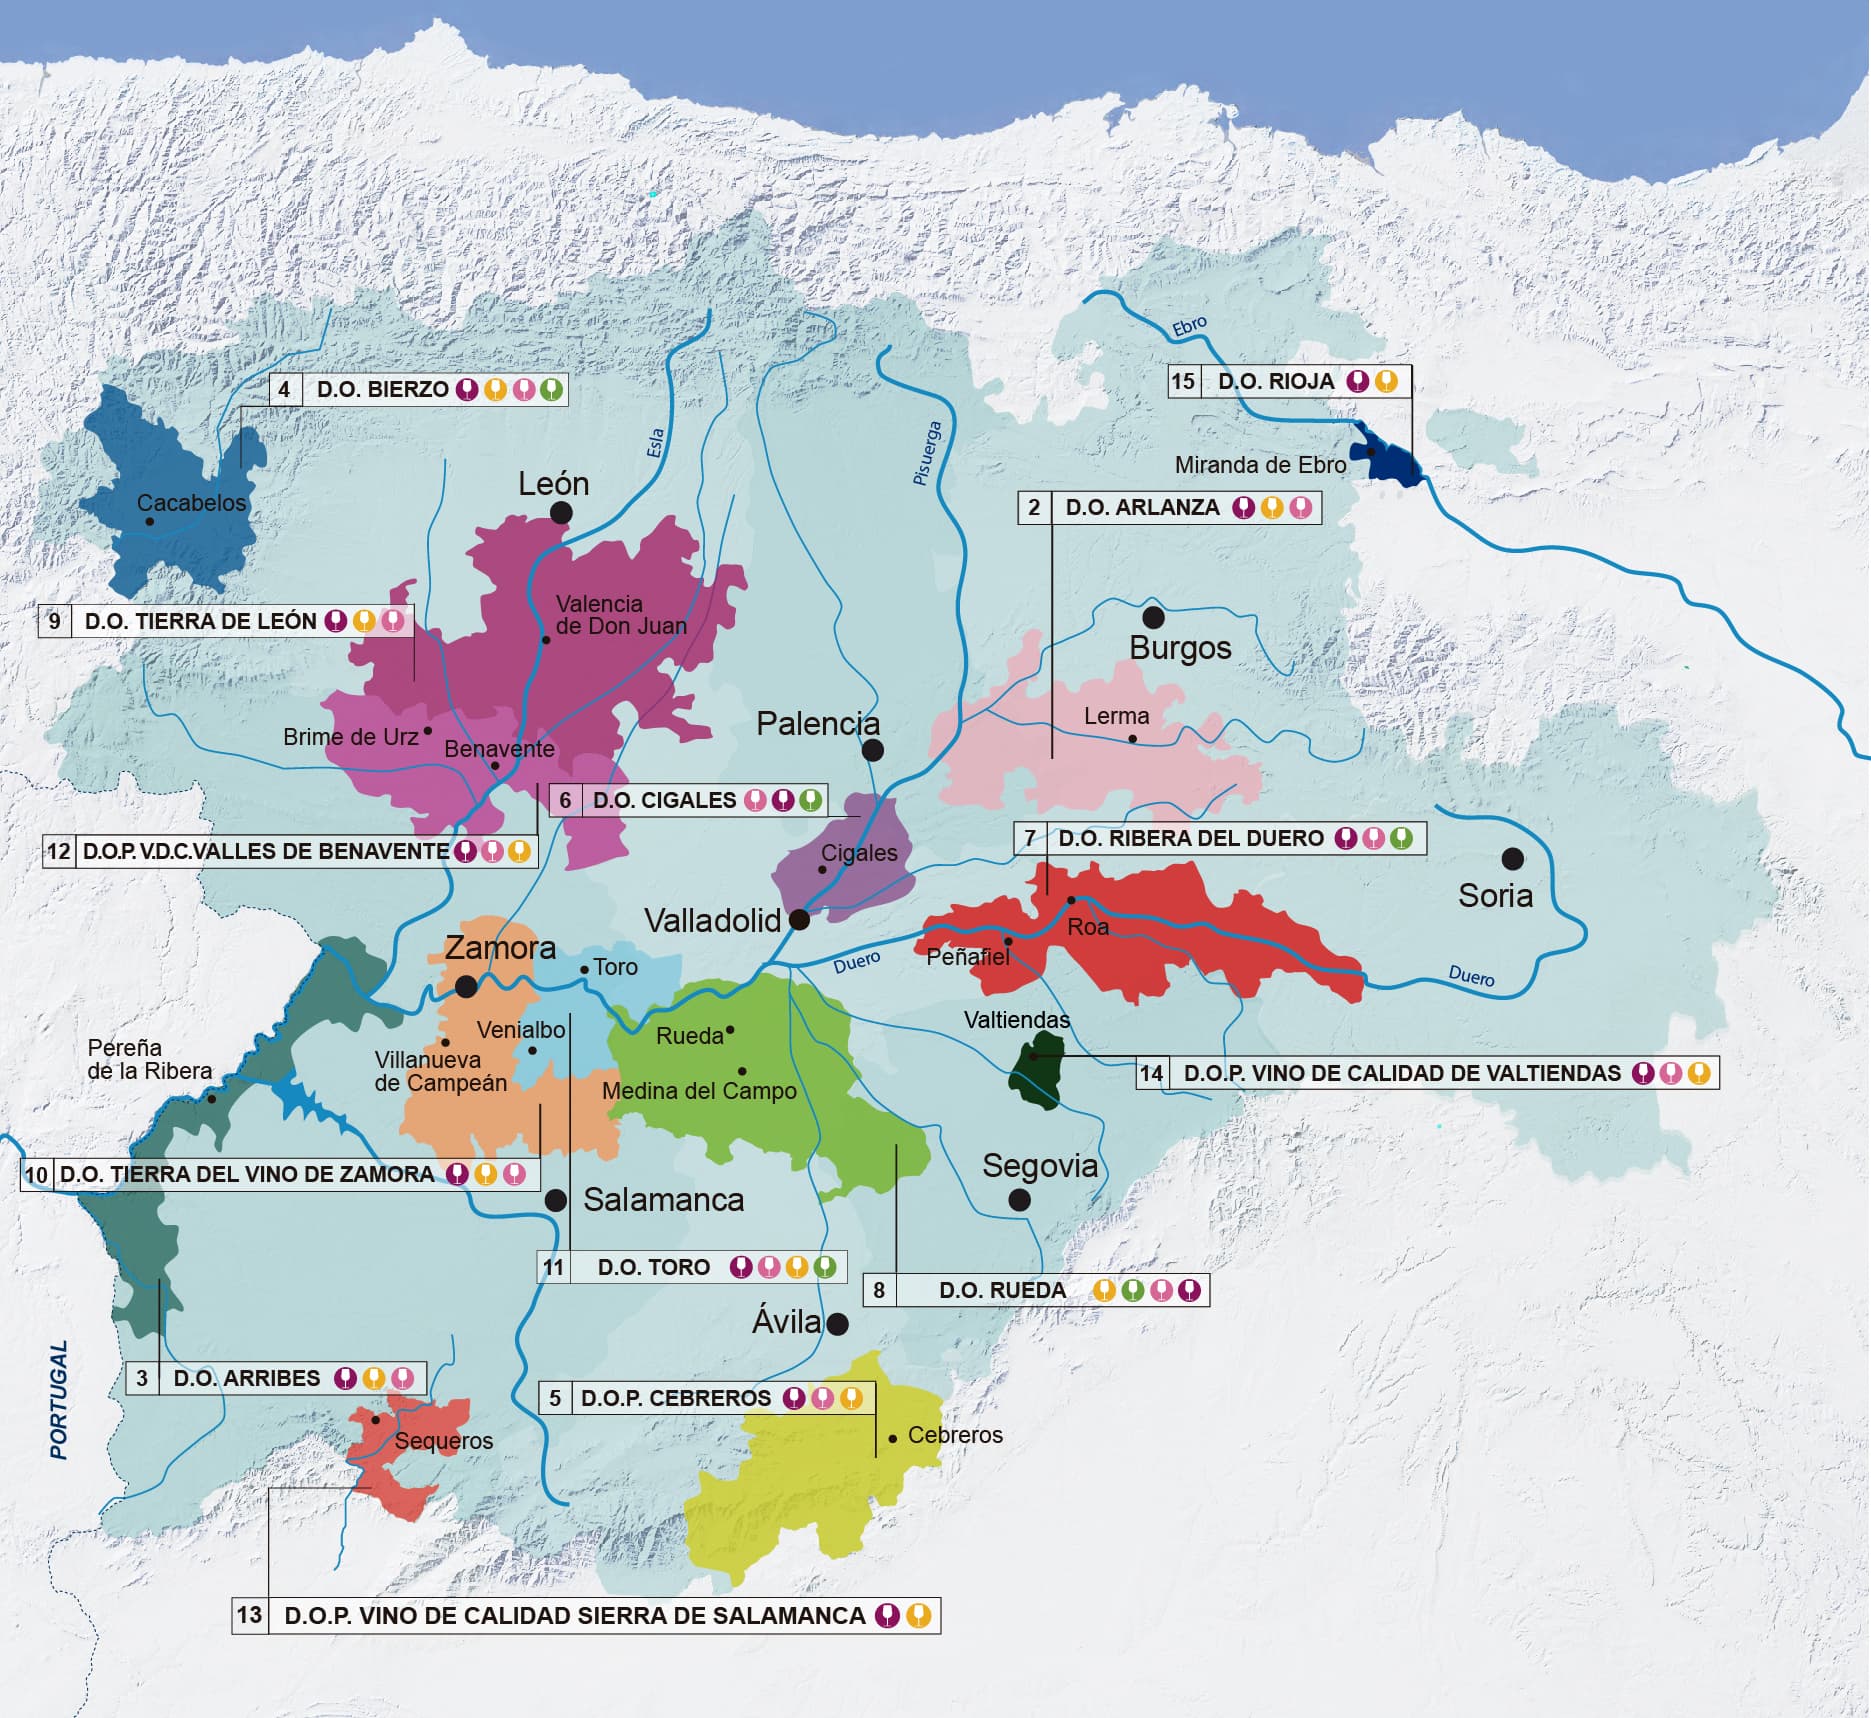 Ebro
15 D.O. RIOJA
4 D.O. BIERZO
Esla
Pisuerga
Miranda de Ebro
León
Cacabelos
2 D.O. ARLANZA
Valencia
de Don Juan
9 D.O. TIERRA DE LEÓN
Burgos
Lerma
Palencia
Brime de Urz
Benavente
6 D.O. CIGALES
7 D.O. RIBERA DEL DUERO
12 D.O.P. V.D.C.VALLES DE BENAVENTE
Cigales
Soria
Valladolid
Roa
Zamora
Peñafiel
Duero
Toro
Duero
Valtiendas
Venialbo
Rueda
Pereña
de la Ribera
Villanueva
de Campeán
14 D.O.P. VINO DE CALIDAD DE VALTIENDAS
Medina del Campo
10 D.O. TIERRA DEL VINO DE ZAMORA
Segovia
Salamanca
11 D.O. TORO
8 D.O. RUEDA
Ávila
PORTUGAL
3 D.O. ARRIBES
5 D.O.P. CEBREROS
Cebreros
Sequeros
13 D.O.P. VINO DE CALIDAD SIERRA DE SALAMANCA